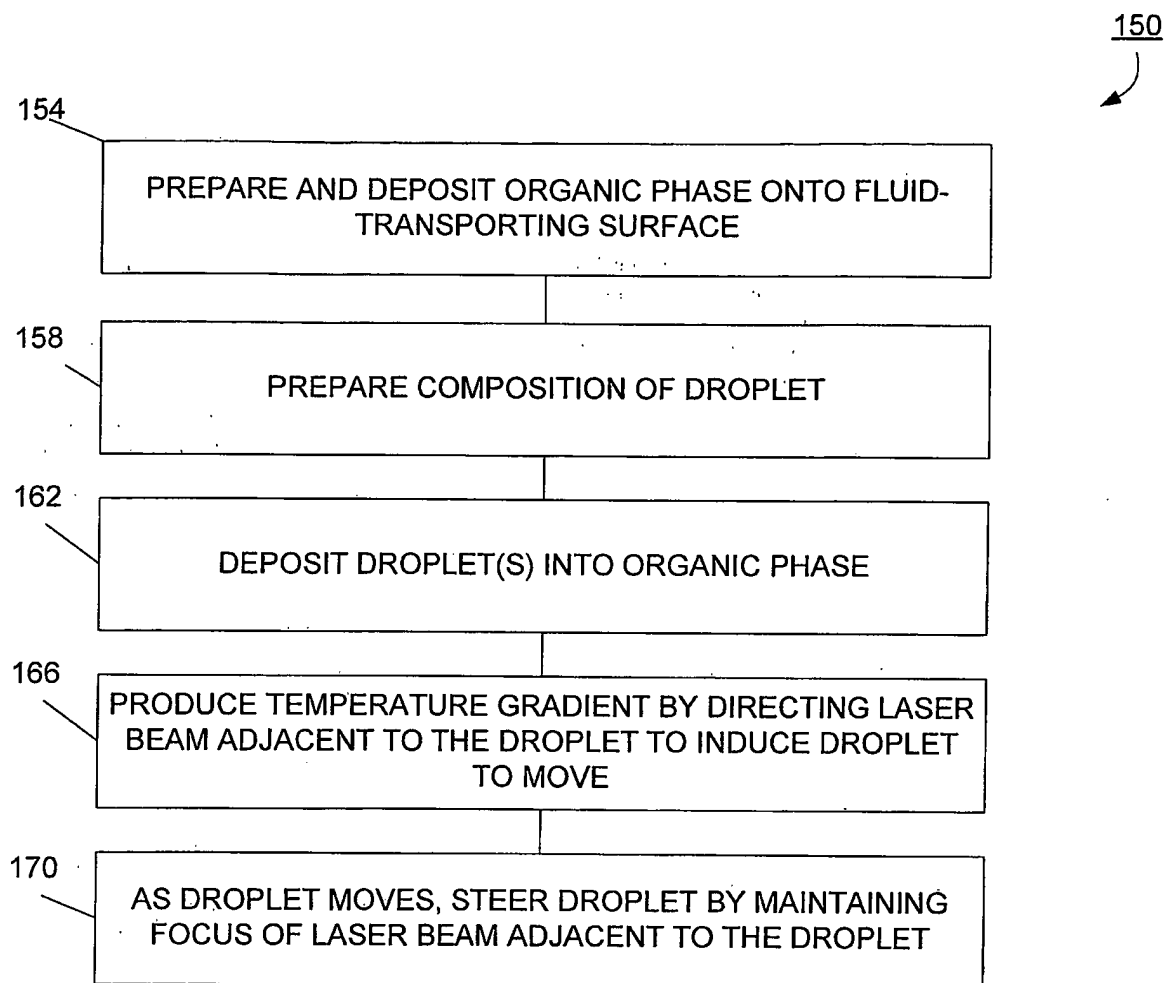 150
154
PREPARE AND DEPOSIT ORGANIC PHASE ONTO FLUID-
TRANSPORTING SURFACE
158
PREPARE COMPOSITION OF DROPLET
162
DEPOSIT DROPLET(S) INTO ORGANIC PHASE
166
PRODUCE TEMPERATURE GRADIENT BY DIRECTING LASER
BEAM ADJACENT TO THE DROPLET TO INDUCE DROPLET
TO MOVE
170
AS DROPLET MOVES, STEER DROPLET BY MAINTAINING
FOCUS OF LASER BEAM ADJACENT TO THE DROPLET